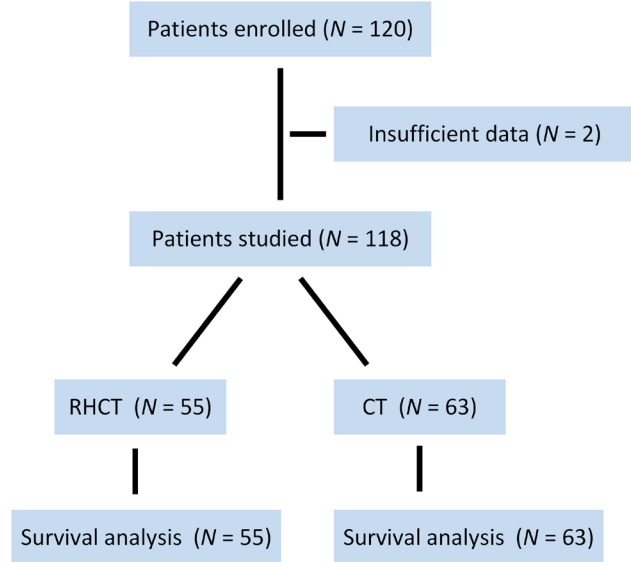 Patients enrolled (N = 120)
Insufficient data (N = 2)
Patients studied (N = 118)
RHCT (N = 55)
CT (N = 63)
Survival analysis (N = 55)
Survival analysis (N = 63)